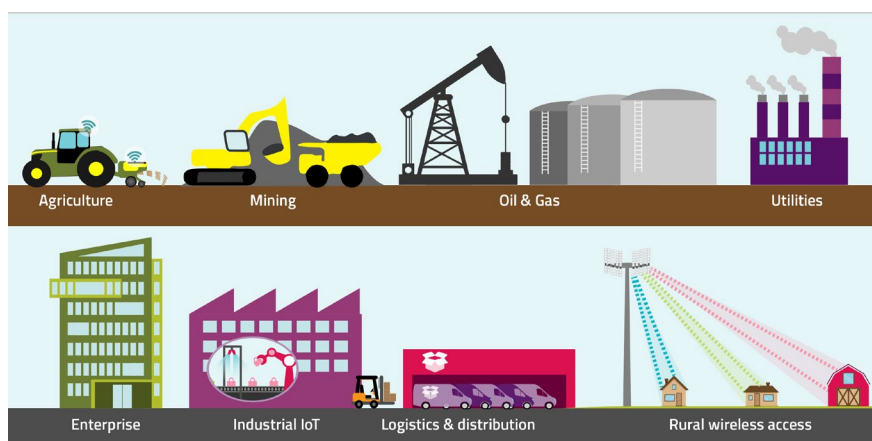 Agriculture
Mining
Oil & Gas
Utilities
Enterprise
Industrial IoT
Logistics & distribution
Rural wireless access